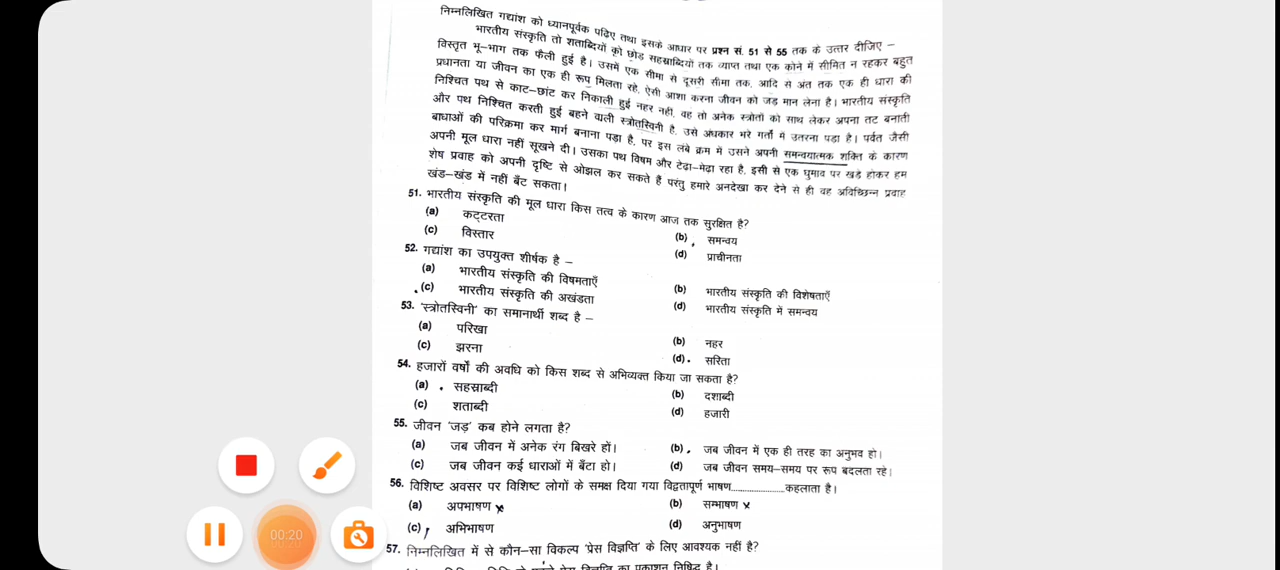 निम्नलिखित गद्यांश को ध्यानपूर्वक पढ़िए तथा इसके आधार पर प्रश्न सं. 51 से 55 तक के उत्तर दीजिए –
भारतीय संस्कृति तो शताब्दियों को छोड़ सहस्राब्दियों तक व्याप्त तथा एक कोने में सीमित न रहकर बहुत
विस्तृत भू–भाग तक फैली हुई है। उसमें एक सीमा से दूसरी सीमा तक, आदि से अंत तक एक ही धारा की
प्रधानता या जीवन का एक ही रूप मिलता रहे, ऐसी आशा करना जीवन को जड़ मान लेना है। भारतीय संस्कृति
निश्चित पथ से काट–छांट कर निकाली हुई नहर नहीं, वह तो अनेक स्त्रोतों को साथ लेकर अपना तट बनाती
और पथ निश्चित करती हुई बहने वाली स्त्रोतस्विनी है, उसे अंधकार भरे गर्तों में उतरना पड़ा है। पर्वत जैसी
बाधाओं की परिक्रमा कर मार्ग बनाना पड़ा है, पर इस लंबे क्रम में उसने अपनी समन्वयात्मक शक्ति के कारण
अपनी मूल धारा नहीं सूखने दी। उसका पथ विषम और टेढ़ा–मेढ़ा रहा है, इसी से एक घुमाव पर खड़े होकर हम
शेष प्रवाह को अपनी दृष्टि से ओझल कर सकते हैं परंतु हमारे अनदेखा कर देने से ही वह अविच्छिन्न प्रवाह
खंड–खंड में नहीं बँट सकता।
51. भारतीय संस्कृति की मूल धारा किस तत्व के कारण आज तक सुरक्षित है?
(a) कट्टरता
(b) समन्वय
(c) विस्तार
(d) प्राचीनता
52. गद्यांश का उपयुक्त शीर्षक है –
(a) भारतीय संस्कृति की विषमताएँ
(b) भारतीय संस्कृति की विशेषताएँ
(c) भारतीय संस्कृति की अखंडता
(d) भारतीय संस्कृति में समन्वय
53. 'स्त्रोतस्विनी' का समानार्थी शब्द है –
(a) परिखा
(b) नहर
(c) झरना
(d) सरिता
54. हजारों वर्षों की अवधि को किस शब्द से अभिव्यक्त किया जा सकता है?
(a) सहस्राब्दी
(b) दशाब्दी
(c) शताब्दी
(d) हजारी
55. जीवन 'जड़' कब होने लगता है?
(a) जब जीवन में अनेक रंग बिखरे हों।
(b) जब जीवन में एक ही तरह का अनुभव हो।
(c) जब जीवन कई धाराओं में बँटा हो।
(d) जब जीवन समय–समय पर रूप बदलता रहे।
56. विशिष्ट अवसर पर विशिष्ट लोगों के समक्ष दिया गया विद्वतापूर्ण भाषण....................कहलाता है।
(a) अपभाषण ×
(b) सम्भाषण ×
(c) अभिभाषण
(d) अनुभाषण
57. निम्नलिखित में से कौन–सा विकल्प 'प्रेस विज्ञप्ति' के लिए आवश्यक नहीं है?
प्रेस विज्ञप्ति का प्रकाशन निषिद्ध है।
00:20